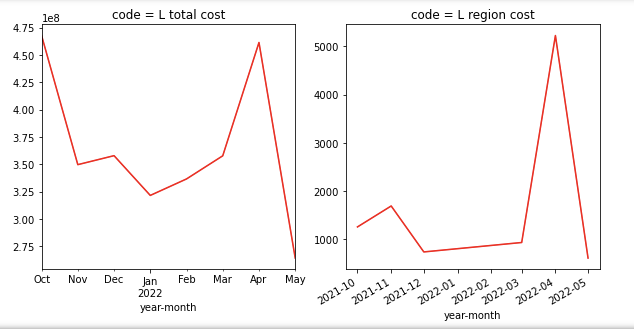 code = L total cost
1e8
4.75
4.50
4.25
4.00
3.75
3.50
3.25
3.00
2.75
Oct Nov Dec Jan Feb Mar Apr May
2022
year-month
code = L region cost
5000
4000
3000
2000
1000
2021-10 2021-11 2021-12 2022-01 2022-02 2022-03 2022-04 2022-05
year-month